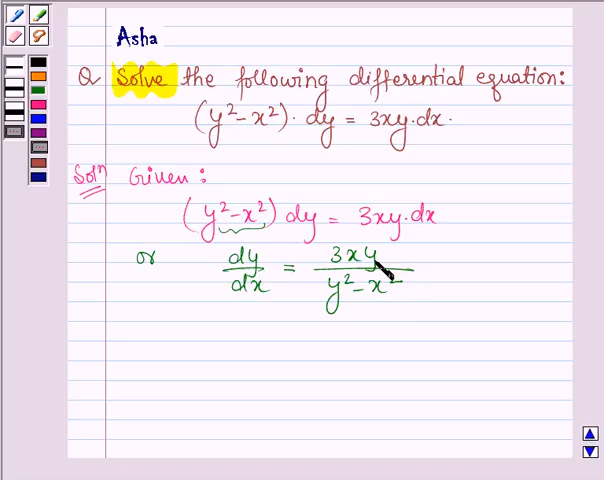 Asha
Q Solve the following differential equation:
(y² – x²) · dy = 3xy·dx.
Solⁿ Given :
(y² – x²) dy = 3xy·dx
or dy/dx = 3xy/y² – x²